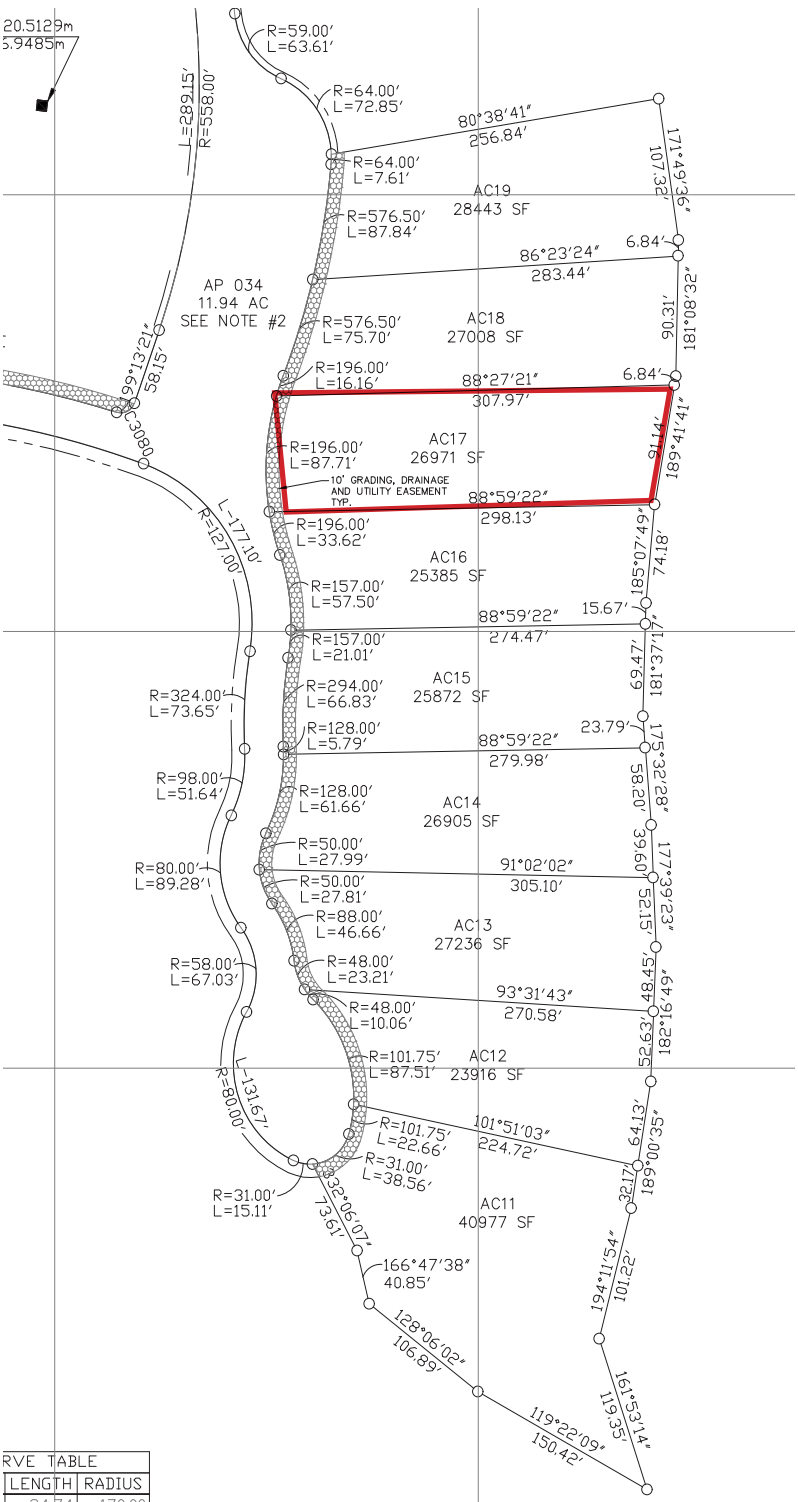 20.5129m
5.9485m
L=289.15'
R=558.00'
R=59.00'
L=63.61'
R=64.00'
L=72.85'
80°38'41"
256.84'
171°49'36"
107.32'
R=64.00'
L=7.61'
AC19
28443 SF
R=576.50'
L=87.84'
6.84'
86°23'24"
283.44'
AP 034
11.94 AC
SEE NOTE #2
181°08'32"
90.31'
AC18
27008 SF
R=576.50'
L=75.70'
199°13'21"
58.15'
R=196.00'
L=16.16'
6.84'
88°27'21"
307.97'
C3080
AC17
26971 SF
R=196.00'
L=87.71'
91.14'
189°41'41"
10' GRADING, DRAINAGE
AND UTILITY EASEMENT
TYP.
88°59'22"
298.13'
L=177.10'
R=127.00'
R=196.00'
L=33.62'
AC16
25385 SF
185°07'49"
74.18'
R=157.00'
L=57.50'
15.67'
88°59'22"
274.47'
R=157.00'
L=21.01'
AC15
25872 SF
69.47'
181°37'17"
R=324.00'
L=73.65'
R=294.00'
L=66.83'
23.79'
R=128.00'
L=5.79'
88°59'22"
279.98'
175°32'28"
58.20'
R=98.00'
L=51.64'
R=128.00'
L=61.66'
AC14
26905 SF
R=50.00'
L=27.99'
39.60'
177°39'23"
52.15'
R=80.00'
L=89.28'
91°02'02"
305.10'
R=50.00'
L=27.81'
R=88.00'
L=46.66'
AC13
27236 SF
R=58.00'
L=67.03'
R=48.00'
L=23.21'
48.45'
182°16'49"
52.63'
93°31'43"
270.58'
R=48.00'
L=10.06'
R=101.75'
L=87.51'
AC12
23916 SF
L=131.67'
R=80.00'
101°51'03"
224.72'
64.13'
189°00'35"
32.17'
R=101.75'
L=22.66'
R=31.00'
L=38.56'
R=31.00'
L=15.11'
32°06'07"
73.61'
AC11
40977 SF
166°47'38"
40.85'
194°11'54"
101.22'
128°06'02"
106.89'
161°53'14"
119.35'
119°22'09"
150.42'
RVE TABLE
LENGTH RADIUS